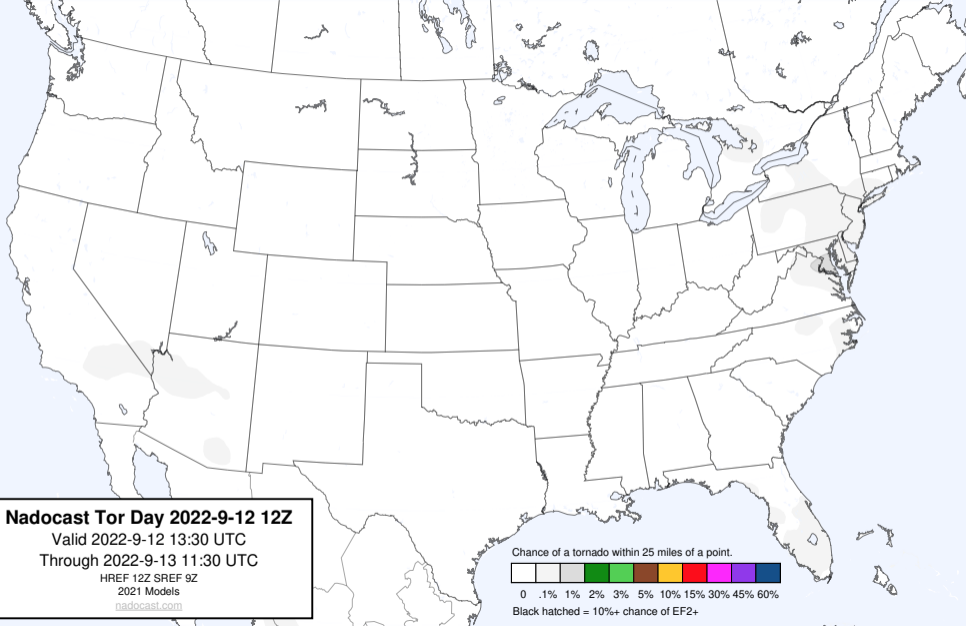 Nadocast Tor Day 2022-9-12 12Z
Valid 2022-9-12 13:30 UTC
Through 2022-9-13 11:30 UTC
HREF 12Z SREF 9Z
2021 Models
nadocast.com
Chance of a tornado within 25 miles of a point.
0 .1% 1% 2% 3% 5% 10% 15% 30% 45% 60%
Black hatched = 10%+ chance of EF2+